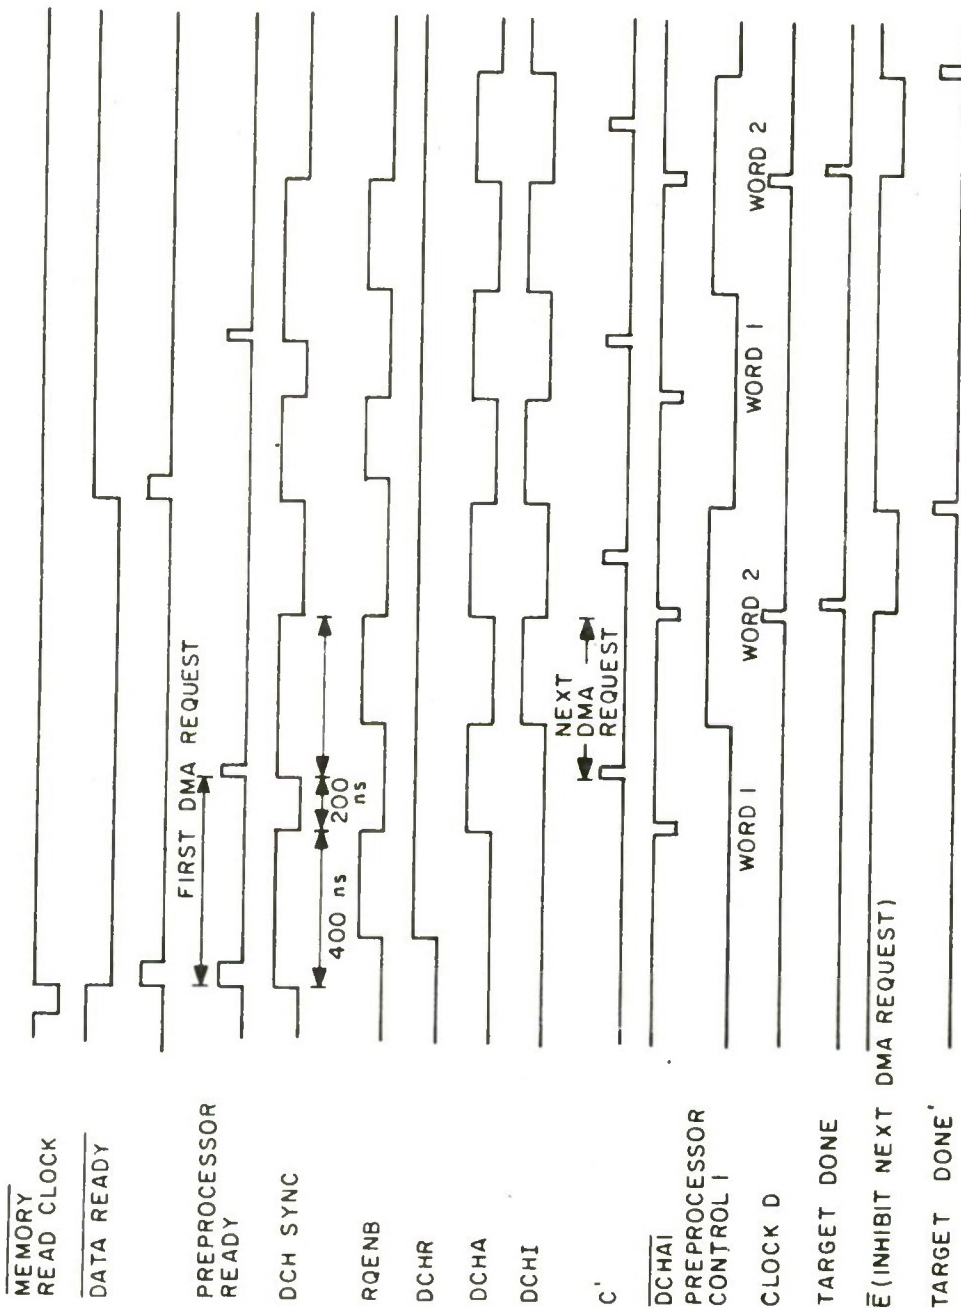 MEMORY
READ CLOCK
DATA READY
PREPROCESSOR
READY
FIRST DMA REQUEST
DCH SYNC
400 ns
200
ns
RQENB
DCHR
DCHA
DCHI
NEXT
DMA
REQUEST
C'
DCHAI
PREPROCESSOR
CONTROL 1
WORD 1
WORD 2
WORD 1
WORD 2
CLOCK D
TARGET DONE
E (INHIBIT NEXT DMA REQUEST)
TARGET DONE'